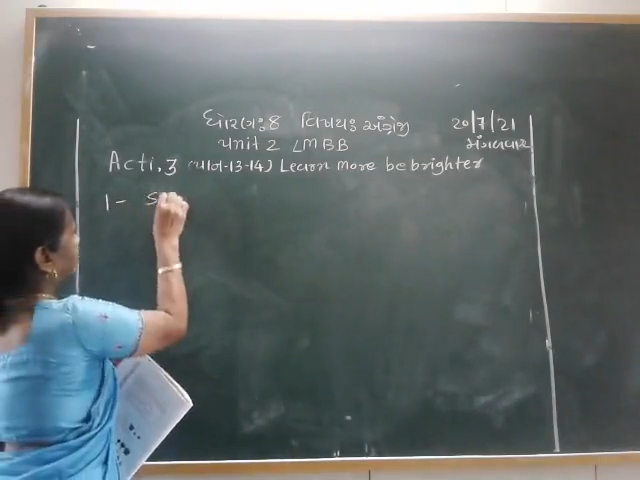 ધોરણઃ8 વિષયઃ અંગ્રેજી 20/7/21
unit 2 LMBB મંગળવાર
Acti.3 (પાના-13-14) Learn more be brighter
1- S